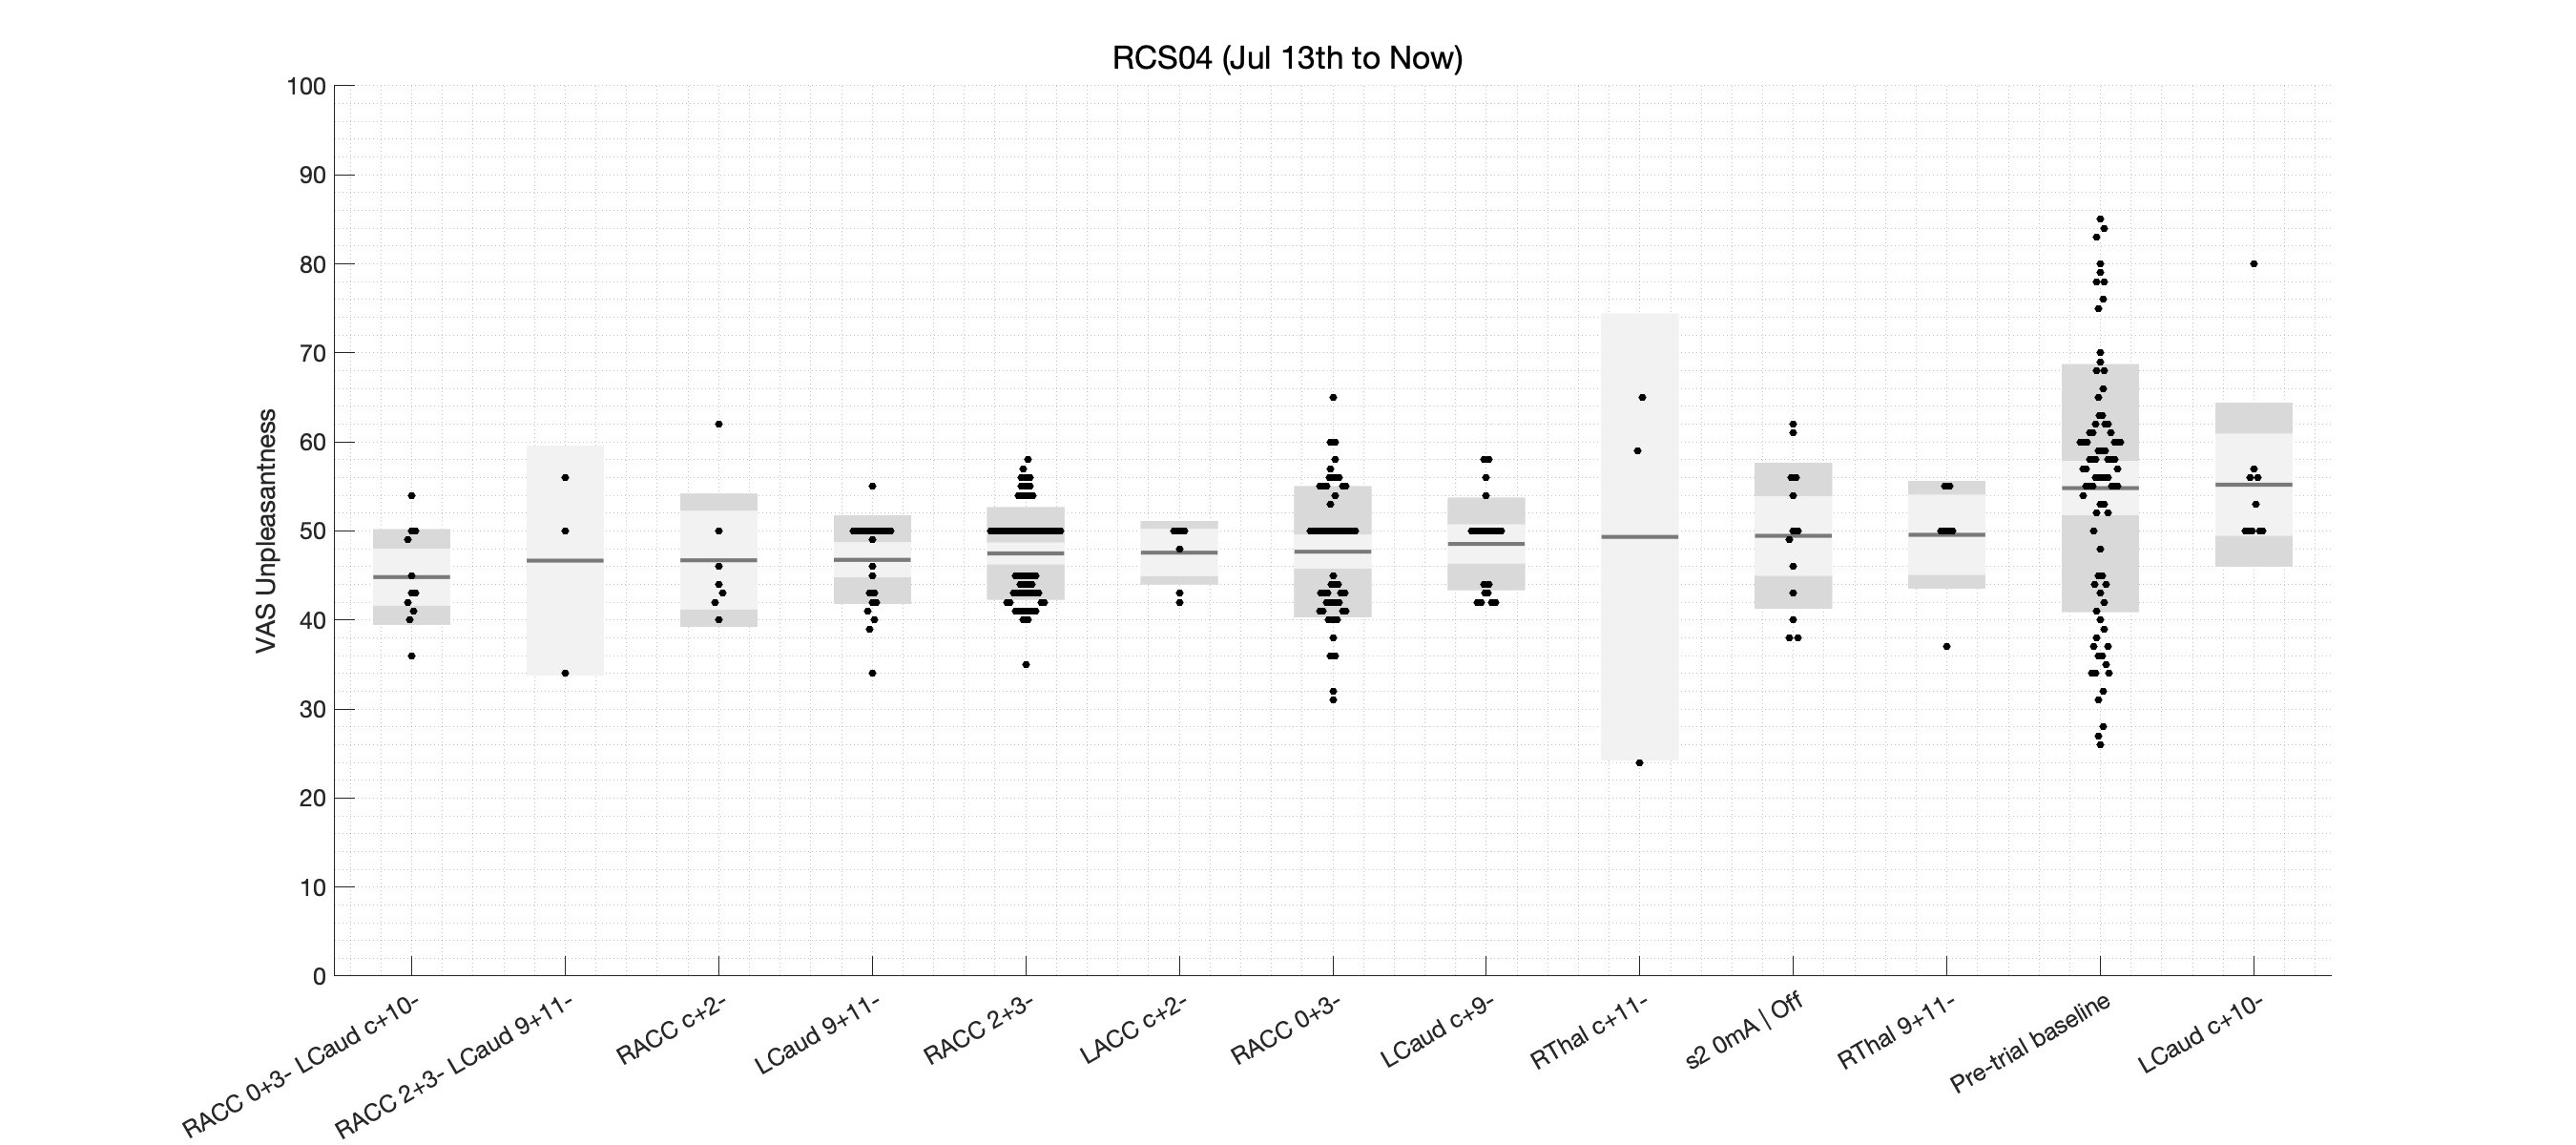 RCS04 (Jul 13th to Now)
VAS Unpleasantness
100
90
80
70
60
50
40
30
20
10
0
RACC 0+3- LCaud c+10-
RACC 2+3- LCaud 9+11-
RACC c+2-
LCaud 9+11-
RACC 2+3-
LACC c+2-
RACC 0+3-
LCaud c+9-
RThal c+11-
s2 0mA | Off
RThal 9+11-
Pre-trial baseline
LCaud c+10-